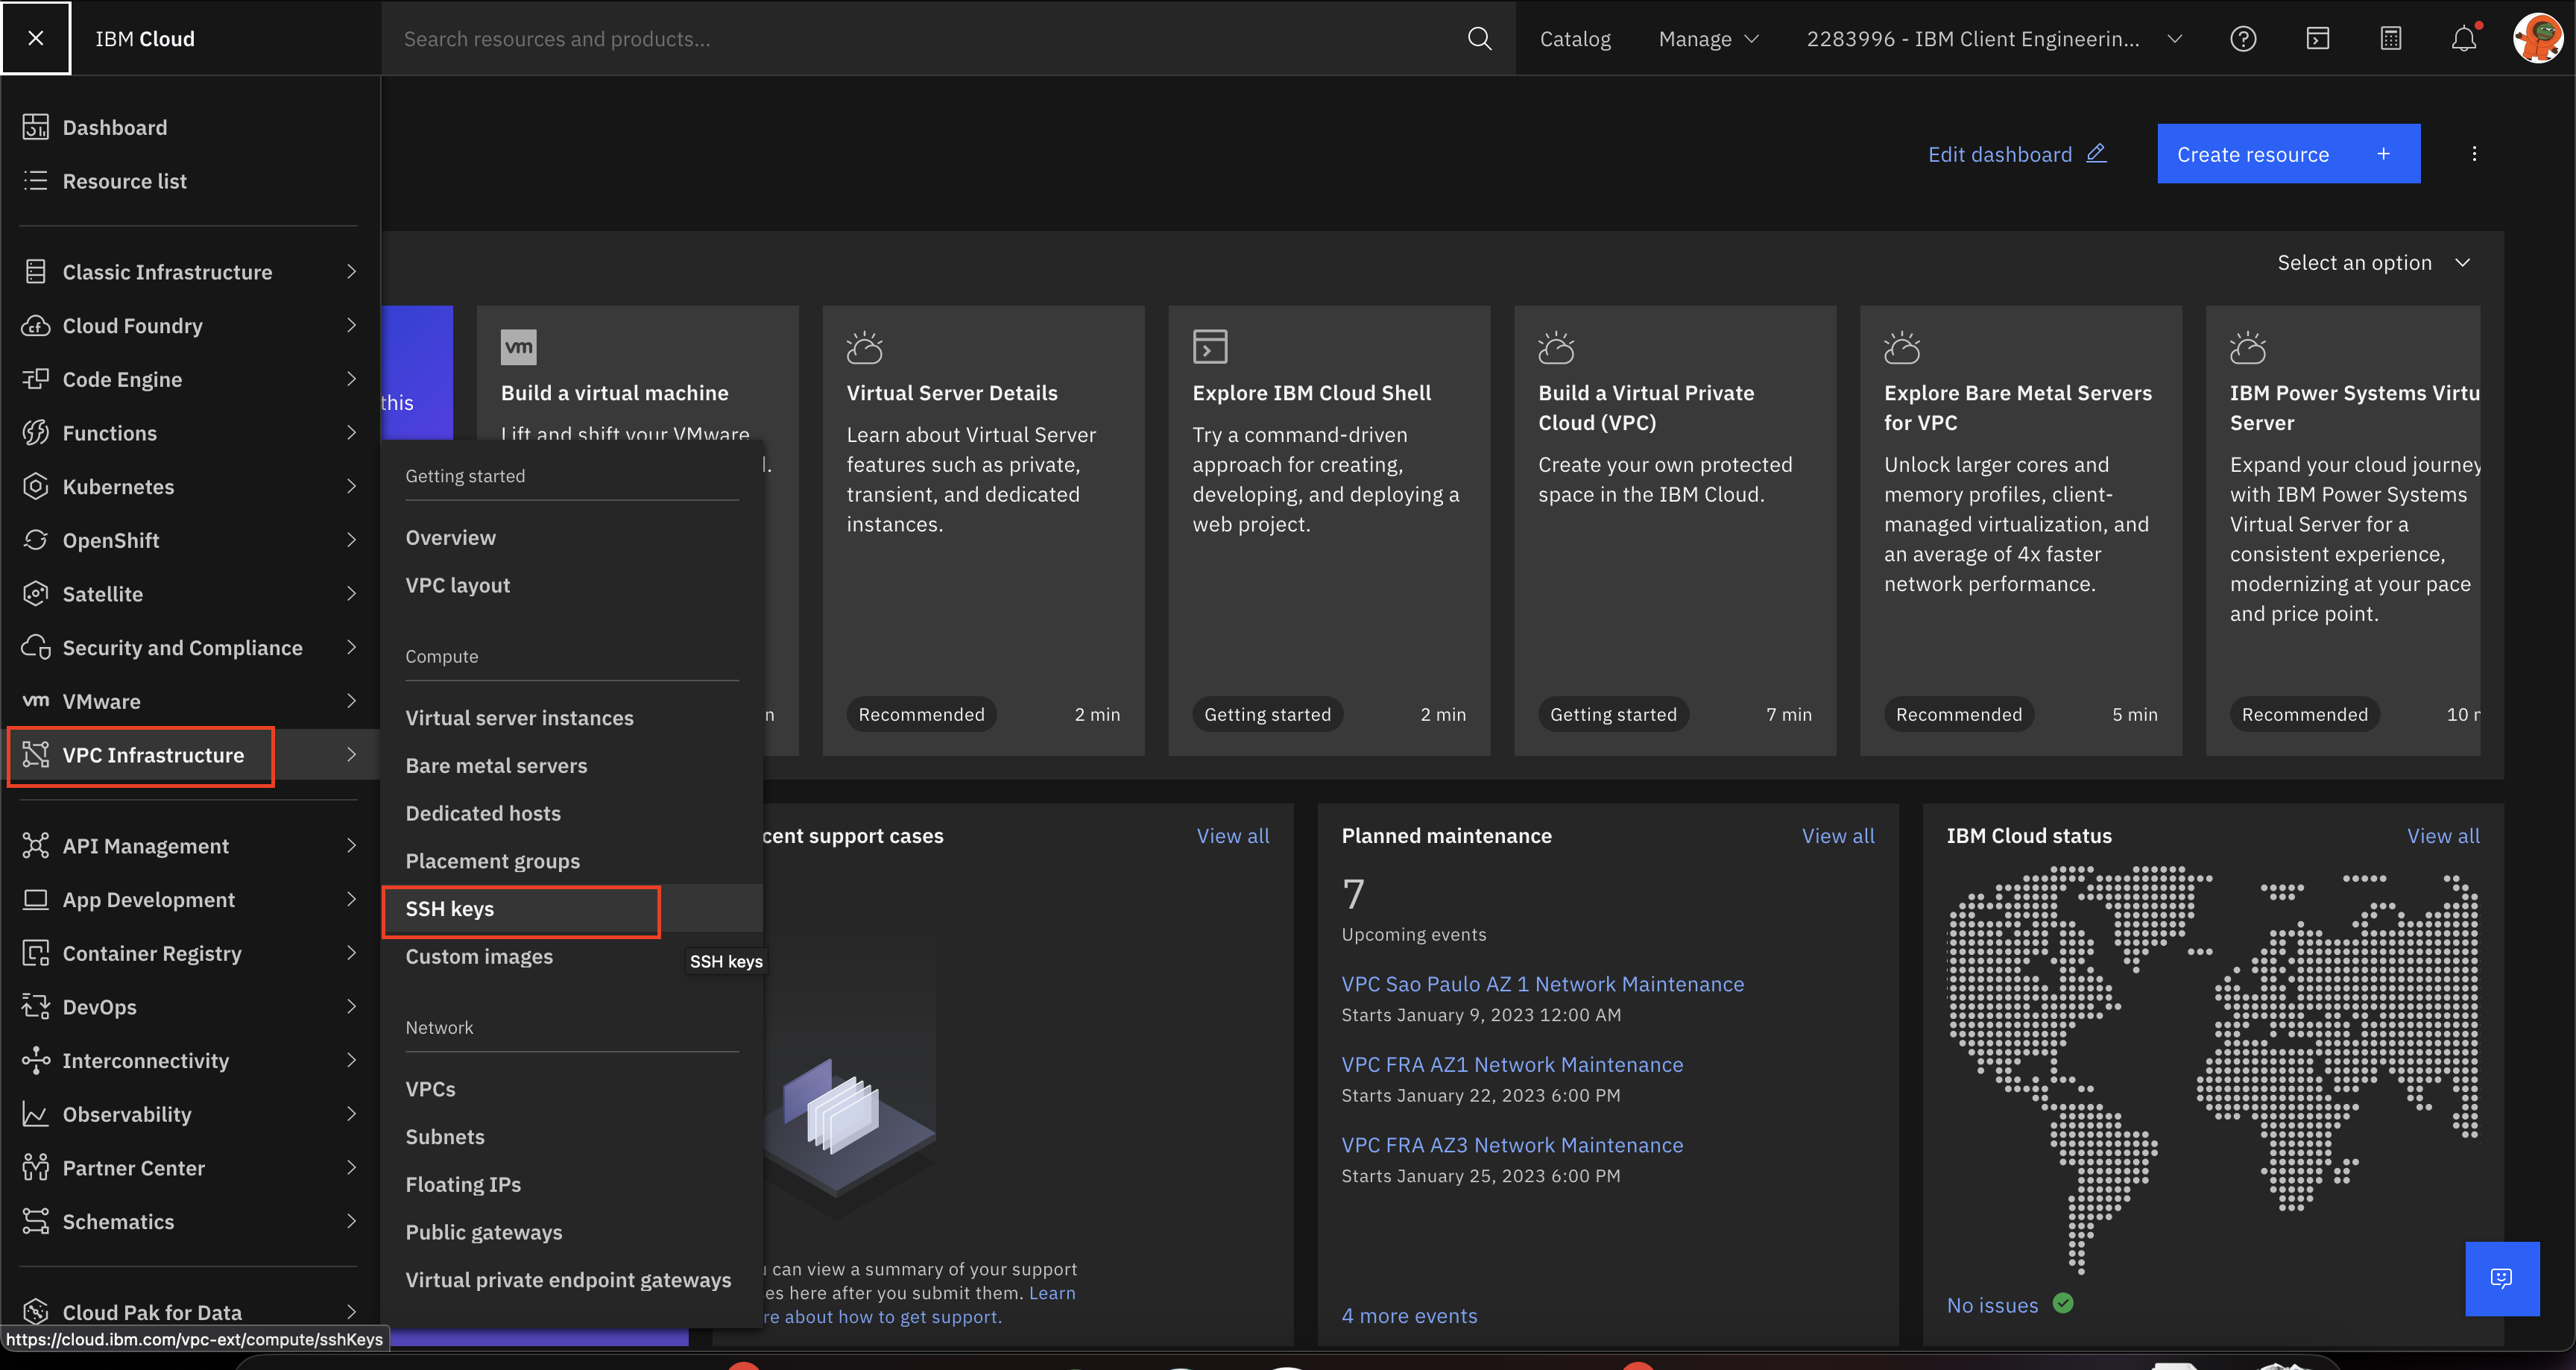 IBM Cloud
Search resources and products...
Catalog
Manage
2283996 - IBM Client Engineerin...
Dashboard
Resource list
Classic Infrastructure
Cloud Foundry
Code Engine
Functions
Kubernetes
OpenShift
Satellite
Security and Compliance
vm VMware
VPC Infrastructure
API Management
App Development
Container Registry
DevOps
Interconnectivity
Observability
Partner Center
Schematics
Cloud Pak for Data
https://cloud.ibm.com/vpc-ext/compute/sshKeys
Getting started
Overview
VPC layout
Compute
Virtual server instances
Bare metal servers
Dedicated hosts
Placement groups
SSH keys
Custom images
SSH keys
Network
VPCs
Subnets
Floating IPs
Public gateways
Virtual private endpoint gateways
Edit dashboard
Create resource +
Select an option
this
vm
Build a virtual machine
Lift and shift your VMware
Virtual Server Details
Learn about Virtual Server
features such as private,
transient, and dedicated
instances.
Recommended
2 min
Explore IBM Cloud Shell
Try a command-driven
approach for creating,
developing, and deploying a
web project.
Getting started
2 min
Build a Virtual Private
Cloud (VPC)
Create your own protected
space in the IBM Cloud.
Getting started
7 min
Explore Bare Metal Servers
for VPC
Unlock larger cores and
memory profiles, client-
managed virtualization, and
an average of 4x faster
network performance.
Recommended
5 min
IBM Power Systems Virtu
Server
Expand your cloud journey
with IBM Power Systems
Virtual Server for a
consistent experience,
modernizing at your pace
and price point.
Recommended
10
cent support cases
View all
can view a summary of your support
es here after you submit them. Learn
re about how to get support.
Planned maintenance
View all
7
Upcoming events
VPC Sao Paulo AZ 1 Network Maintenance
Starts January 9, 2023 12:00 AM
VPC FRA AZ1 Network Maintenance
Starts January 22, 2023 6:00 PM
VPC FRA AZ3 Network Maintenance
Starts January 25, 2023 6:00 PM
4 more events
IBM Cloud status
View all
No issues